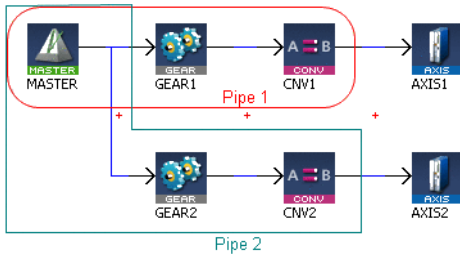 A B
MASTER GEAR CONV AXIS
MASTER GEAR1 CNV1 AXIS1
Pipe 1
A B
GEAR CONV AXIS
GEAR2 CNV2 AXIS2
Pipe 2